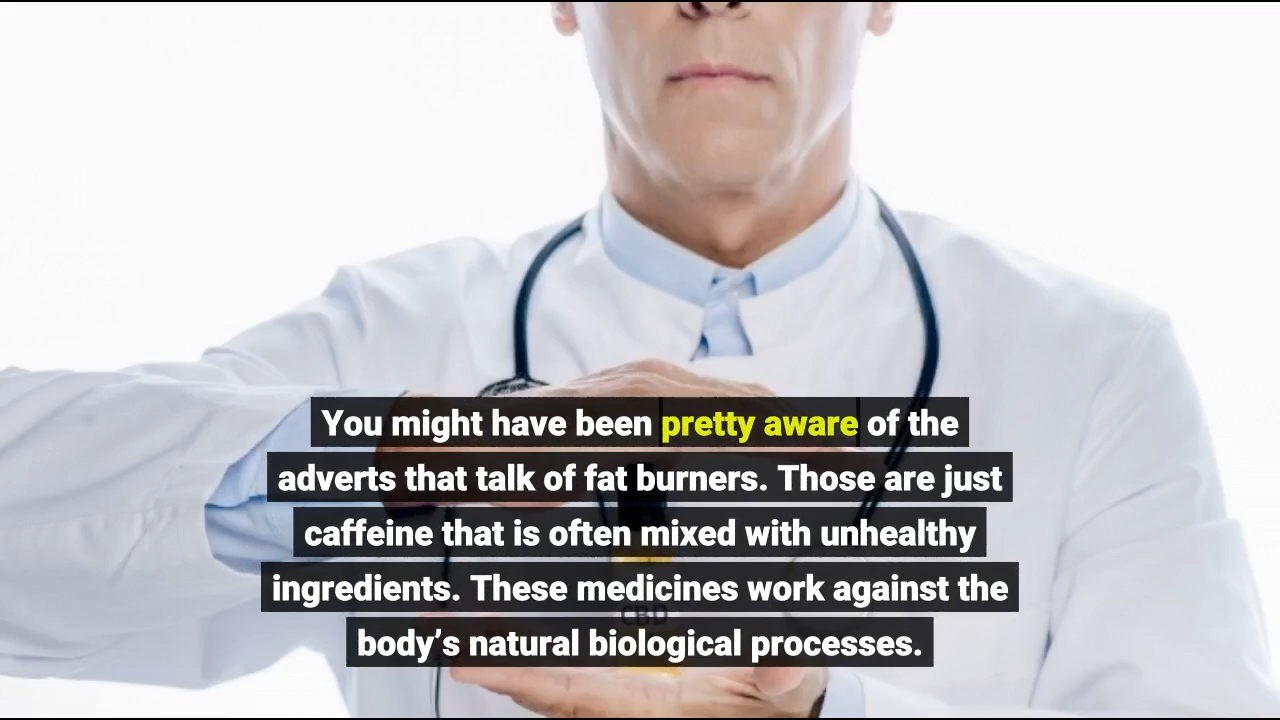 You might have been pretty aware of the
adverts that talk of fat burners. Those are just
caffeine that is often mixed with unhealthy
ingredients. These medicines work against the
CBD
body’s natural biological processes.